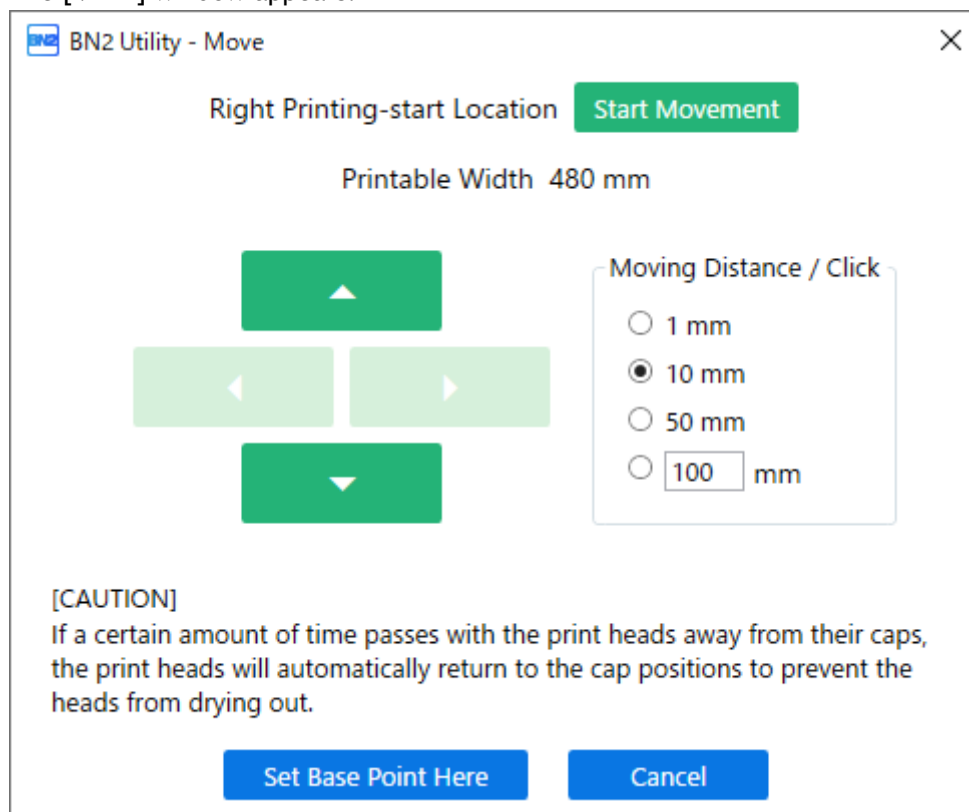 BN2 BN2 Utility - Move
Right Printing-start Location Start Movement
Printable Width 480 mm
Moving Distance / Click
1 mm
10 mm
50 mm
100 mm
[CAUTION]
If a certain amount of time passes with the print heads away from their caps,
the print heads will automatically return to the cap positions to prevent the
heads from drying out.
Set Base Point Here Cancel